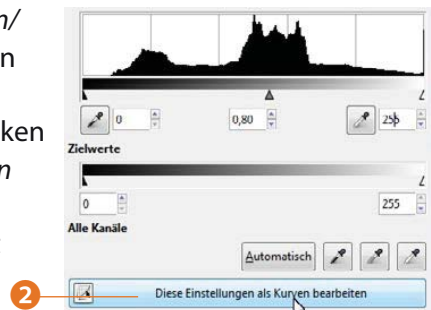 n/
n
ken
n
0 0,80 255
Zielwerte
0 255
Alle Kanäle
Automatisch
2 Diese Einstellungen als Kurven bearbeiten